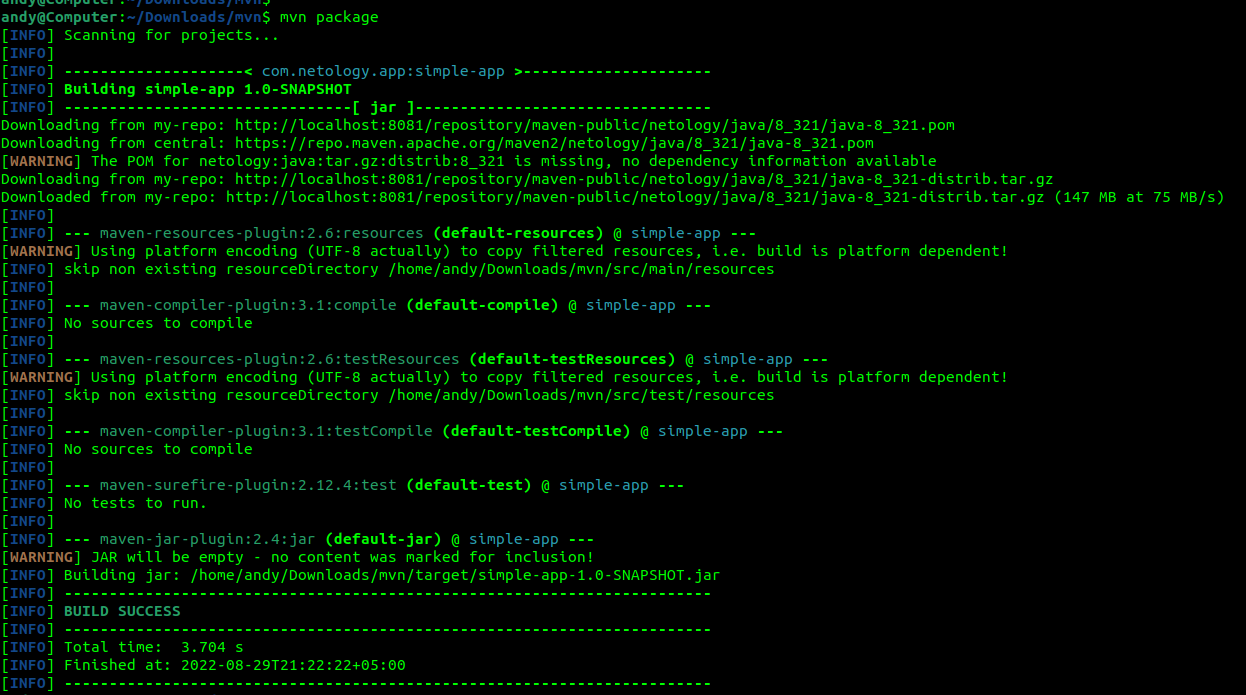 andy@Computer:~/Downloads/mvn$
andy@Computer:~/Downloads/mvn$ mvn package
[INFO] Scanning for projects...
[INFO]
[INFO] --------------------< com.netology.app:simple-app >---------------------
[INFO] Building simple-app 1.0-SNAPSHOT
[INFO] --------------------------------[ jar ]---------------------------------
Downloading from my-repo: http://localhost:8081/repository/maven-public/netology/java/8_321/java-8_321.pom
Downloading from central: https://repo.maven.apache.org/maven2/netology/java/8_321/java-8_321.pom
[WARNING] The POM for netology:java:tar.gz:distrib:8_321 is missing, no dependency information available
Downloading from my-repo: http://localhost:8081/repository/maven-public/netology/java/8_321/java-8_321-distrib.tar.gz
Downloaded from my-repo: http://localhost:8081/repository/maven-public/netology/java/8_321/java-8_321-distrib.tar.gz (147 MB at 75 MB/s)
[INFO]
[INFO] --- maven-resources-plugin:2.6:resources (default-resources) @ simple-app ---
[WARNING] Using platform encoding (UTF-8 actually) to copy filtered resources, i.e. build is platform dependent!
[INFO] skip non existing resourceDirectory /home/andy/Downloads/mvn/src/main/resources
[INFO]
[INFO] --- maven-compiler-plugin:3.1:compile (default-compile) @ simple-app ---
[INFO] No sources to compile
[INFO]
[INFO] --- maven-resources-plugin:2.6:testResources (default-testResources) @ simple-app ---
[WARNING] Using platform encoding (UTF-8 actually) to copy filtered resources, i.e. build is platform dependent!
[INFO] skip non existing resourceDirectory /home/andy/Downloads/mvn/src/test/resources
[INFO]
[INFO] --- maven-compiler-plugin:3.1:testCompile (default-testCompile) @ simple-app ---
[INFO] No sources to compile
[INFO]
[INFO] --- maven-surefire-plugin:2.12.4:test (default-test) @ simple-app ---
[INFO] No tests to run.
[INFO]
[INFO] --- maven-jar-plugin:2.4:jar (default-jar) @ simple-app ---
[WARNING] JAR will be empty - no content was marked for inclusion!
[INFO] Building jar: /home/andy/Downloads/mvn/target/simple-app-1.0-SNAPSHOT.jar
[INFO] ------------------------------------------------------------------------
[INFO] BUILD SUCCESS
[INFO] ------------------------------------------------------------------------
[INFO] Total time:  3.704 s
[INFO] Finished at: 2022-08-29T21:22:22+05:00
[INFO] ------------------------------------------------------------------------